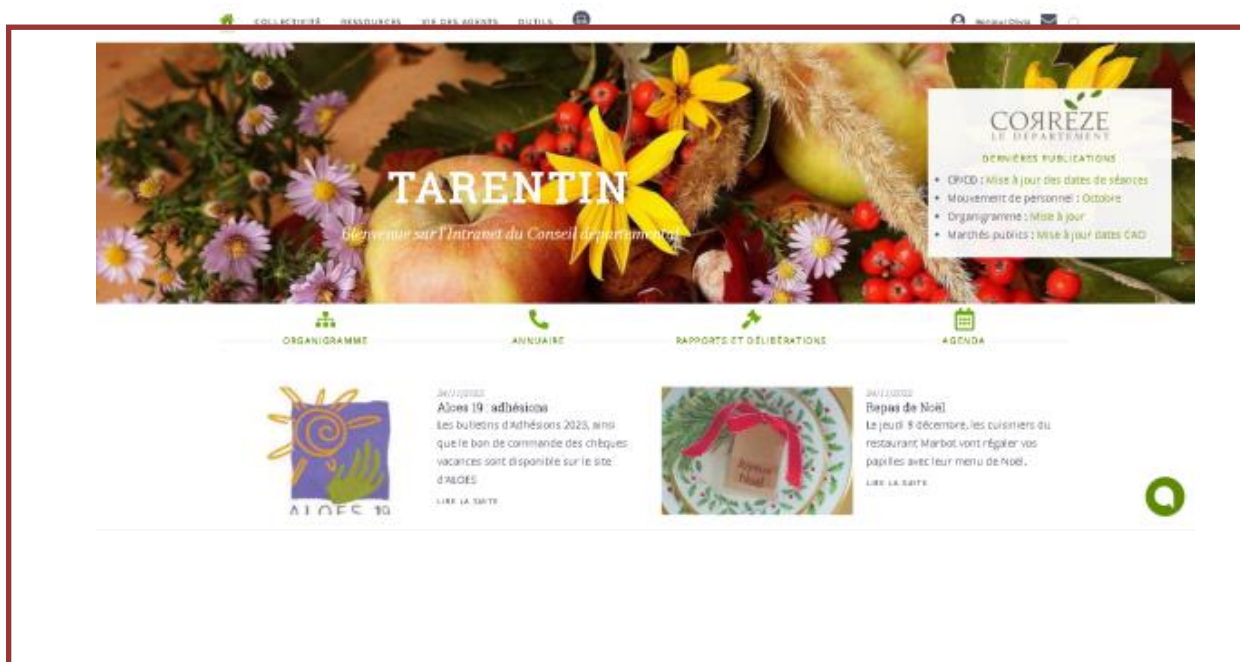 COLLECTIVITÉ RESSOURCES VIE DES AGENTS OUTILS
TARENTIN
Bienvenue sur l'Intranet du Conseil départemental
CORRÈZE
LE DÉPARTEMENT
DERNIÈRES PUBLICATIONS
CP/CD : Mise à jour des dates de séances
Mouvement de personnel : Octobre
Organigramme : Mise à jour
Marchés publics : Mise à jour dates CAO
ORGANIGRAMME
ANNUAIRE
RAPPORTS ET DÉLIBÉRATIONS
AGENDA
ALOES 19
Aloes 19 : adhésions
Les bulletins d'Adhésions 2023, ainsi
que le bon de commande des chèques
vacances sont disponible sur le site
d'ALOES
LIRE LA SUITE
Joyeux
Noël
Repas de Noël
Le jeudi 8 décembre, les cuisiniers du
restaurant Marbot vont régaler vos
papilles avec leur menu de Noël.
LIRE LA SUITE